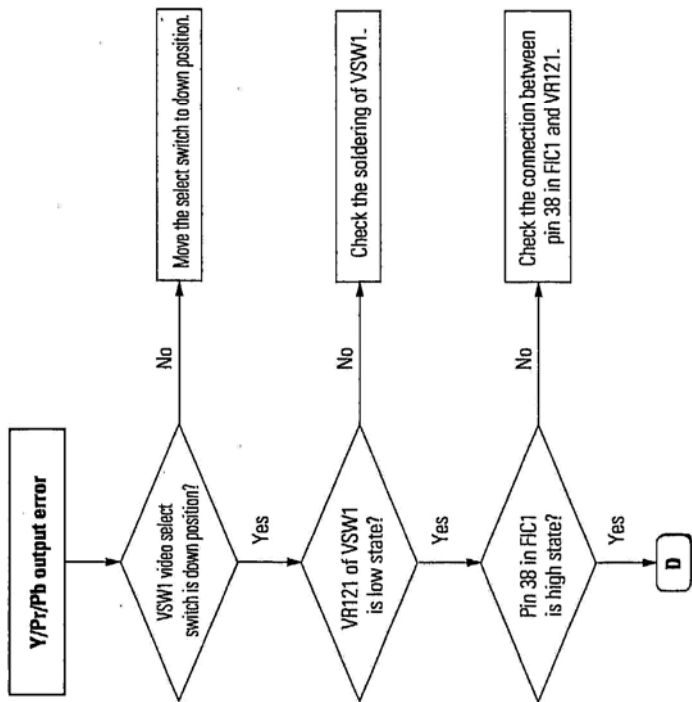 Y/Pr/Pb output error
VSW1 video select
switch is down position?
No
Move the select switch to down position.
Yes
VR121 of VSW1
is low state?
No
Check the soldering of VSW1.
Yes
Pin 38 in FIC1
is high state?
No
Check the connection between
pin 38 in FIC1 and VR121.
Yes
D